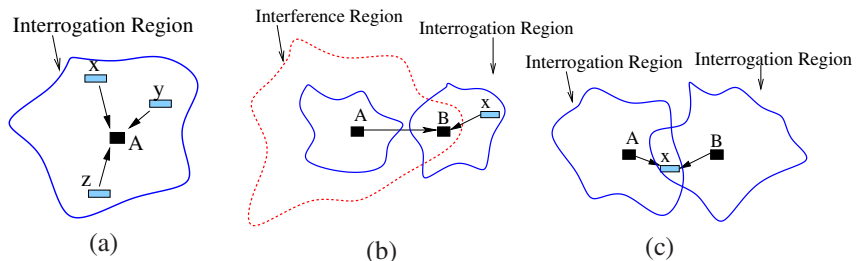 Interrogation Region
x
y
A
z
(a)
Interference Region
Interrogation Region
A
B
x
(b)
Interrogation Region
Interrogation Region
A
x
B
(c)